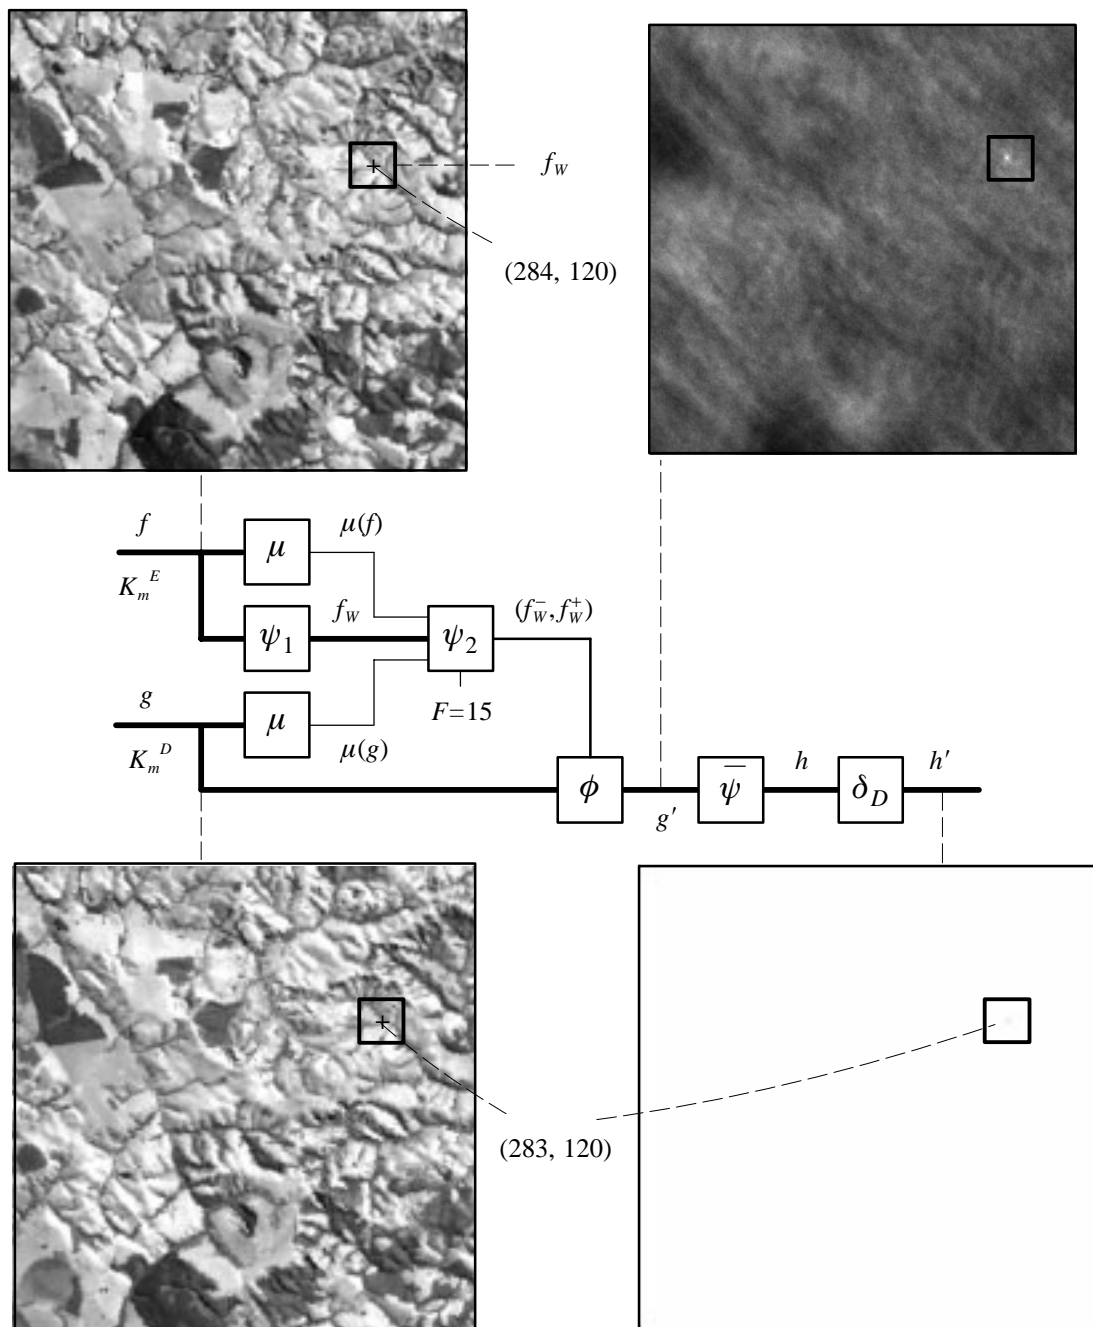 f_W
(284, 120)
f
μ(f)
μ
K_m^E
ψ_1
f_W
ψ_2
(f_W^-, f_W^+)
g
μ
F=15
K_m^D
μ(g)
ϕ
g′
ψ̅
h
δ_D
h′
(283, 120)